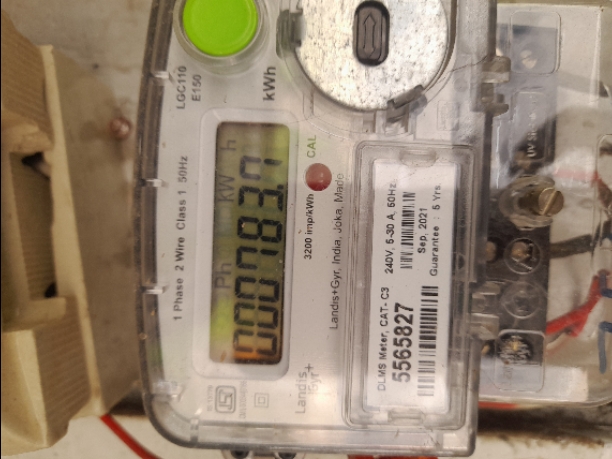 LGC110
E150
kWh
1 Phase 2 Wire Class 1 50Hz
Ph kW h
000783.7
CAL
3200 imp/kWh
Landis+Gyr, India, Joka, Made
Landis
Gyr+
DLMS Meter, CAT- C3 240V, 5-30 A, 50Hz
5565827
Sep, 2021
Guarantee : 5 Yrs.